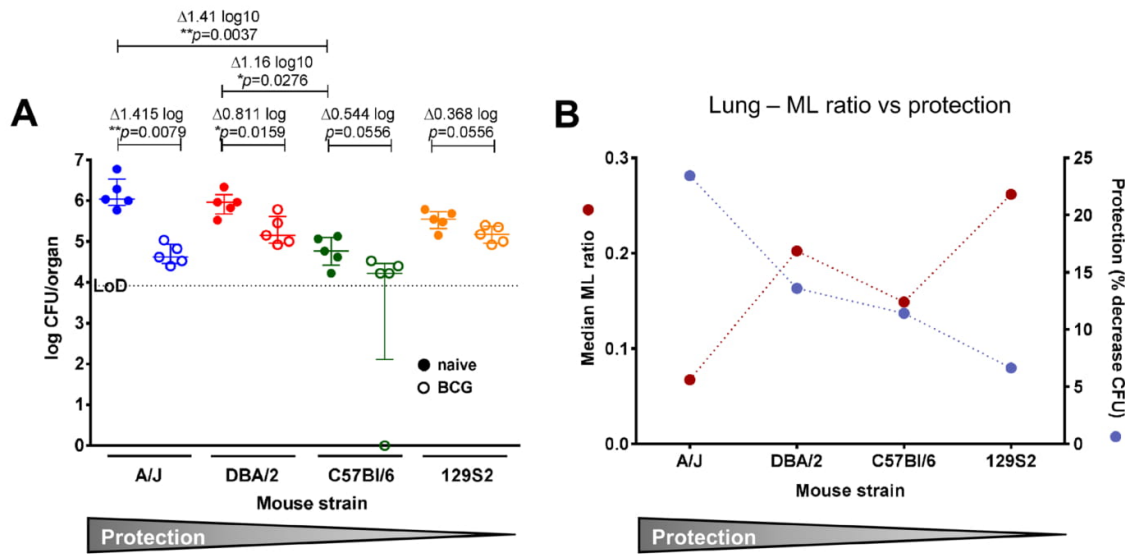 Δ1.41 log10
**p=0.0037
Δ1.16 log10
*p=0.0276
A
Δ1.415 log
**p=0.0079
Δ0.811 log
*p=0.0159
Δ0.544 log
p=0.0556
Δ0.368 log
p=0.0556
log CFU/organ
7
6
5
4
3
2
1
0
LoD
naive
BCG
A/J
DBA/2
C57Bl/6
129S2
Mouse strain
Protection
B
Lung – ML ratio vs protection
Median ML ratio
0.3
0.2
0.1
0.0
25
20
15
10
5
0
Protection (% decrease CFU)
A/J
DBA/2
C57Bl/6
129S2
Mouse strain
Protection